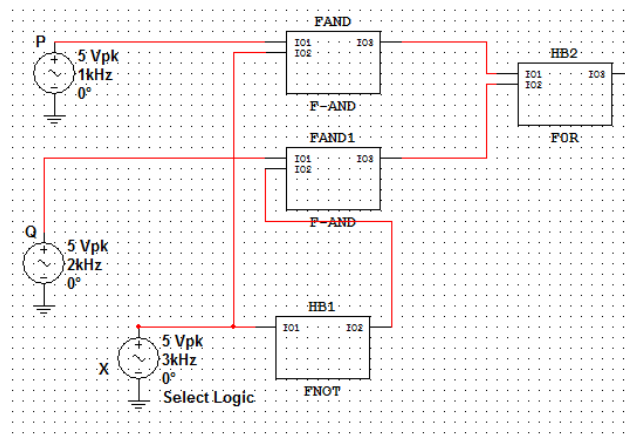 FAND
P
IO1
IO2
IO3
5 Vpk
1kHz
0°
F-AND
HB2
IO1
IO2
IO3
FOR
FAND1
IO1
IO2
IO3
F-AND
Q
5 Vpk
2kHz
0°
HB1
IO1
IO2
FNOT
X
5 Vpk
3kHz
0°
Select Logic